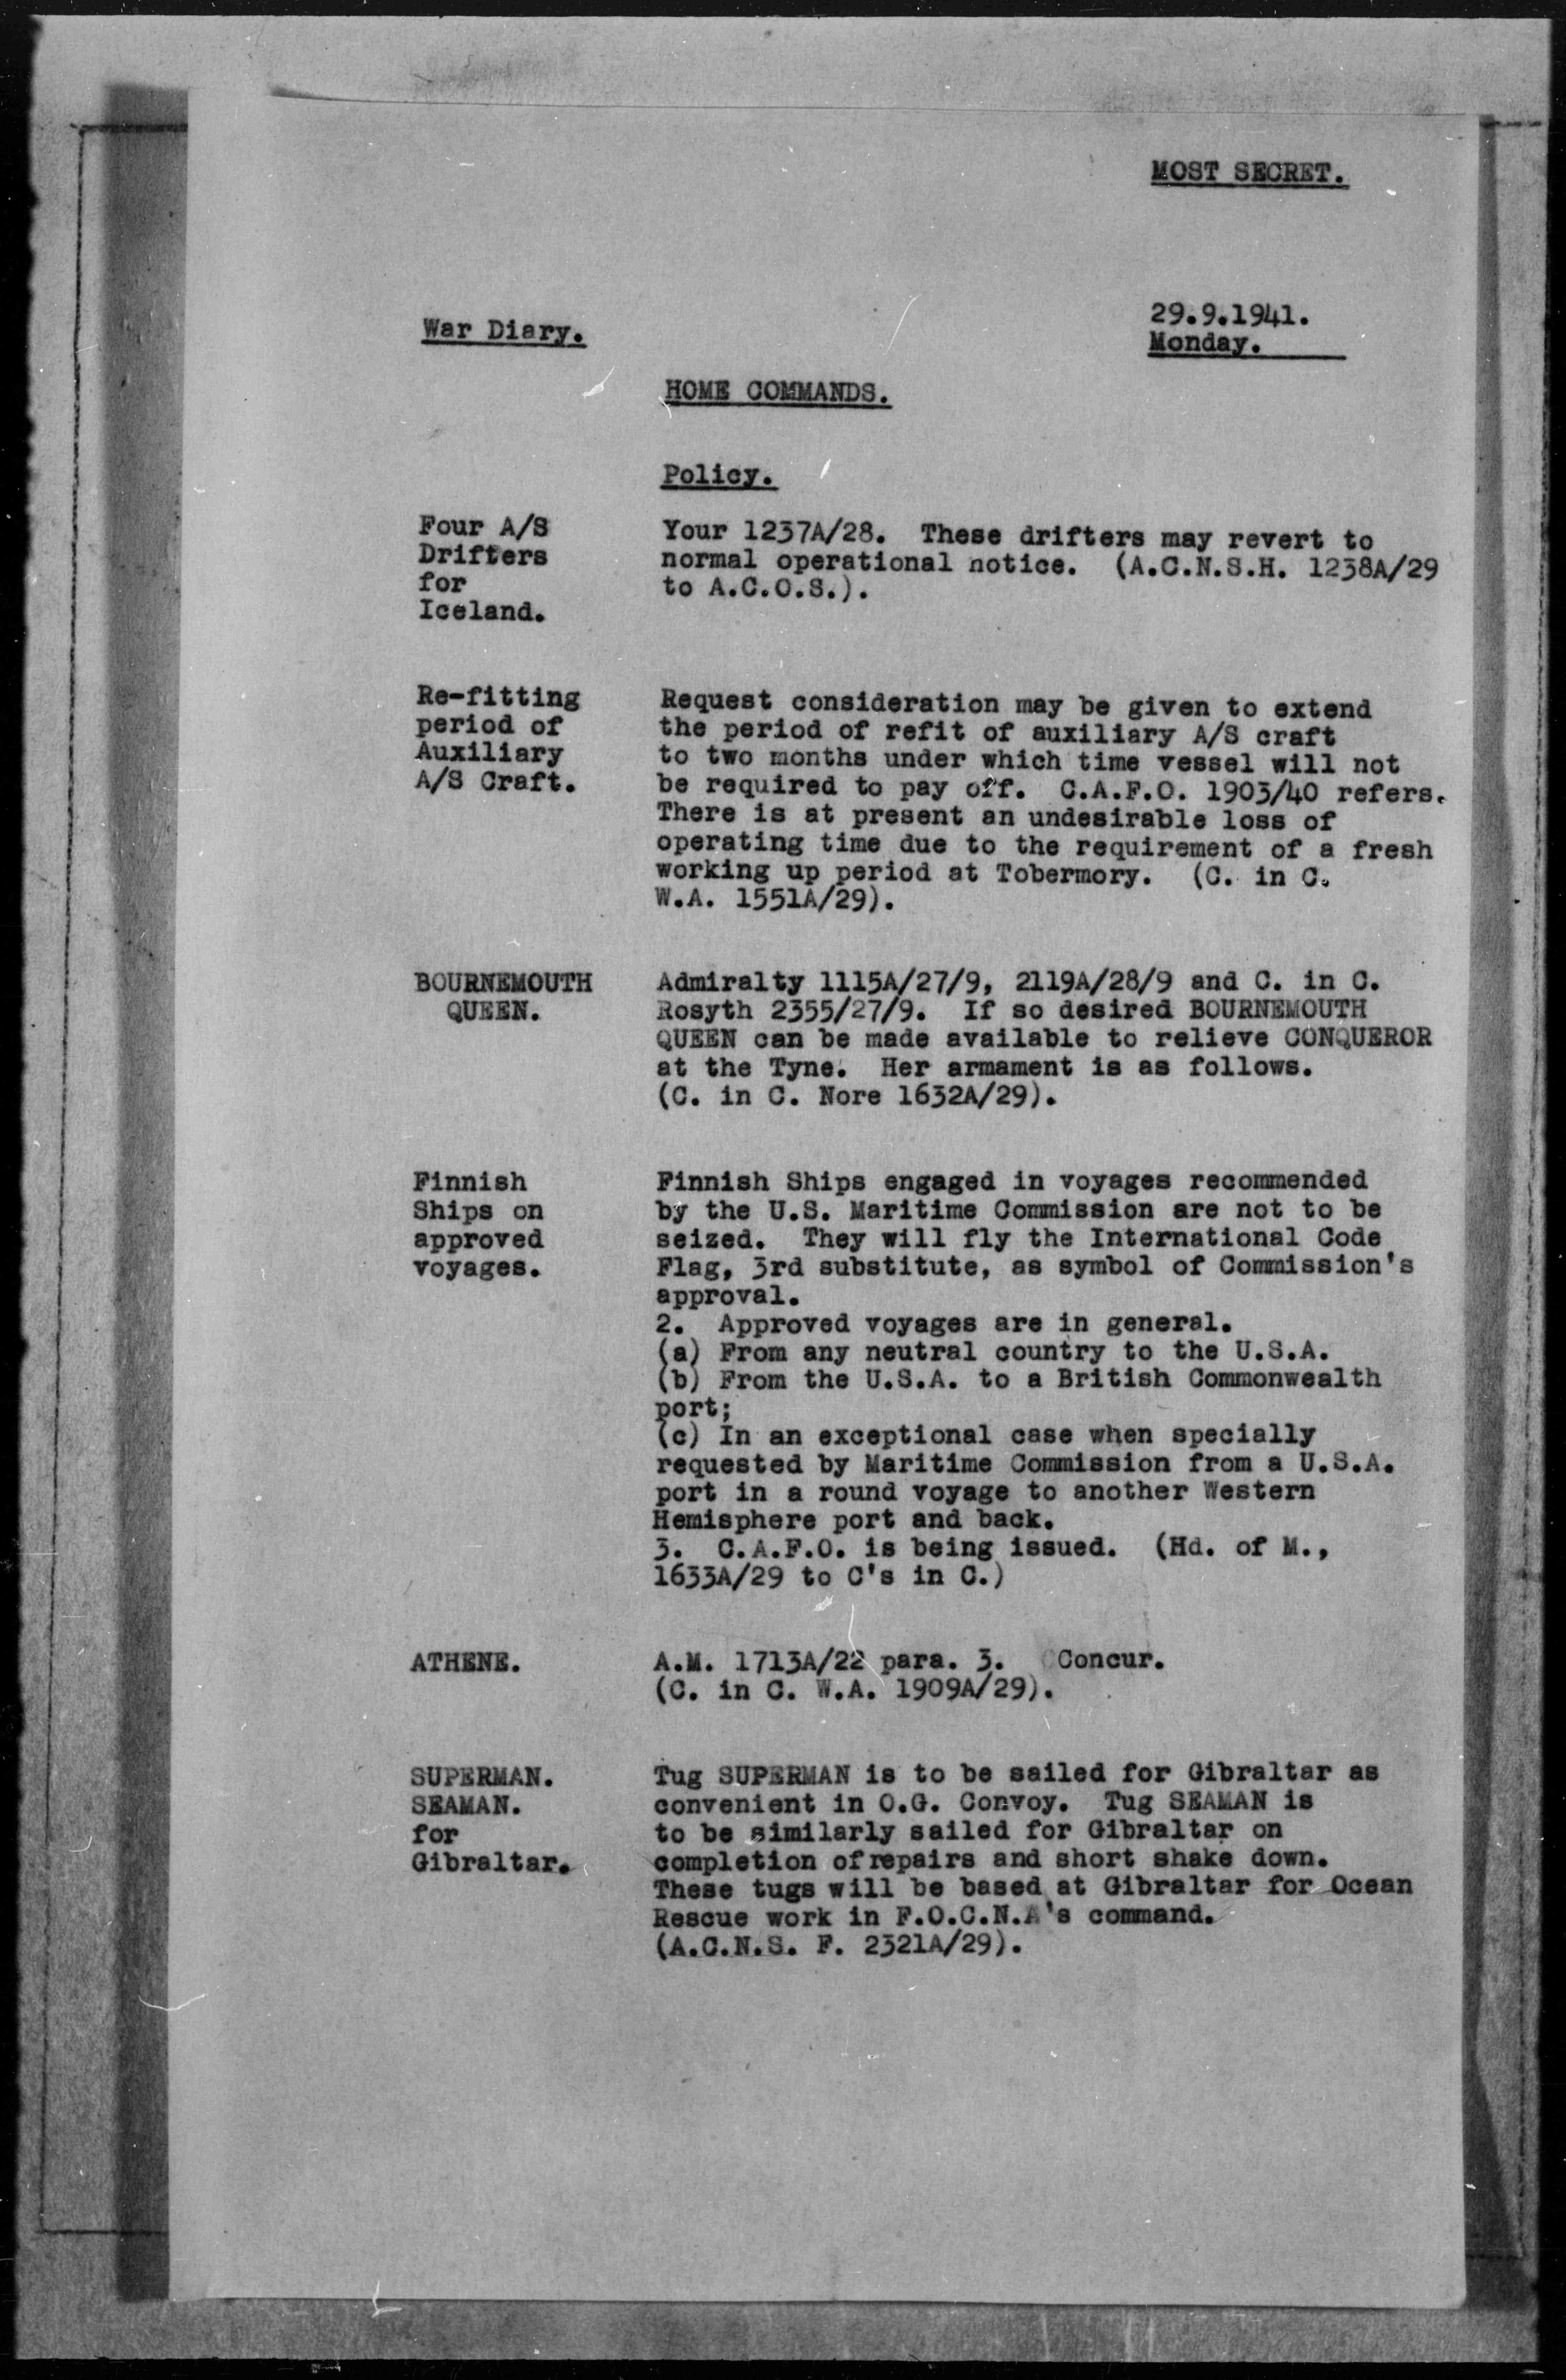 MOST SECRET.
War Diary.
29.9.1941.
Monday.
HOME COMMANDS.
Policy.
Four A/S
Drifters
for
Iceland.
Your 1237A/28. These drifters may revert to
normal operational notice. (A.C.N.S.H. 1238A/29
to A.C.O.S.).
Re-fitting
period of
Auxiliary
A/S Craft.
Request consideration may be given to extend
the period of refit of auxiliary A/S craft
to two months under which time vessel will not
be required to pay off. C.A.F.O. 1903/40 refers.
There is at present an undesirable loss of
operating time due to the requirement of a fresh
working up period at Tobermory. (C. in C.
W.A. 1551A/29).
BOURNEMOUTH
QUEEN.
Admiralty 1115A/27/9, 2119A/28/9 and C. in C.
Rosyth 2355/27/9. If so desired BOURNEMOUTH
QUEEN can be made available to relieve CONQUEROR
at the Tyne. Her armament is as follows.
(C. in C. Nore 1632A/29).
Finnish
Ships on
approved
voyages.
Finnish Ships engaged in voyages recommended
by the U.S. Maritime Commission are not to be
seized. They will fly the International Code
Flag, 3rd substitute, as symbol of Commission's
approval.
2. Approved voyages are in general.
(a) From any neutral country to the U.S.A.
(b) From the U.S.A. to a British Commonwealth
port;
(c) In an exceptional case when specially
requested by Maritime Commission from a U.S.A.
port in a round voyage to another Western
Hemisphere port and back.
3. C.A.F.O. is being issued. (Hd. of M.,
1633A/29 to C's in C.)
ATHENE.
A.M. 1713A/22 para. 3. Concur.
(C. in C. W.A. 1909A/29).
SUPERMAN.
SEAMAN.
for
Gibraltar.
Tug SUPERMAN is to be sailed for Gibraltar as
convenient in O.G. Convoy. Tug SEAMAN is
to be similarly sailed for Gibraltar on
completion of repairs and short shake down.
These tugs will be based at Gibraltar for Ocean
Rescue work in F.O.C.N.A's command.
(A.C.N.S. F. 2321A/29).